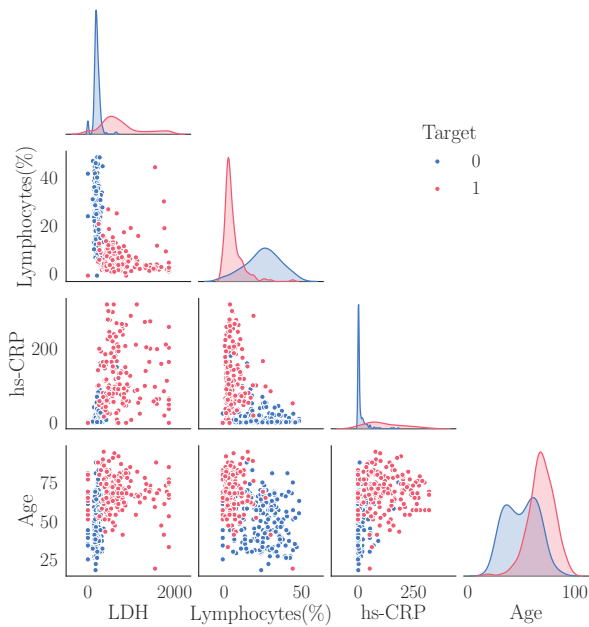 Target
0
1
Lymphocytes(%)
40
20
0
hs-CRP
200
0
Age
75
50
25
0 2000
LDH
0 50
Lymphocytes(%)
0 250
hs-CRP
0 100
Age